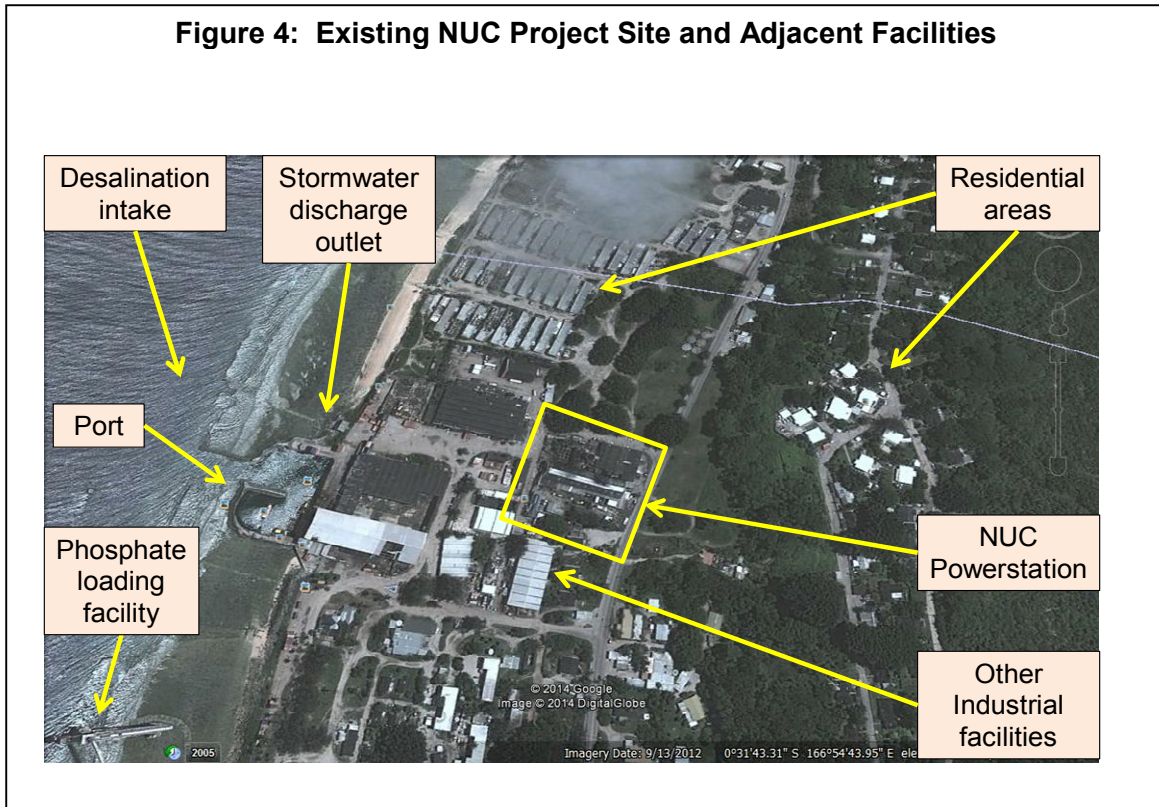 Figure 4: Existing NUC Project Site and Adjacent Facilities
Desalination
intake
Stormwater
discharge
outlet
Residential
areas
Port
Phosphate
loading
facility
NUC
Powerstation
Other
Industrial
facilities
© 2014 Google
Image © 2014 DigitalGlobe
2005
Imagery Date: 9/13/2012 0°31'43.31" S 166°54'43.95" E